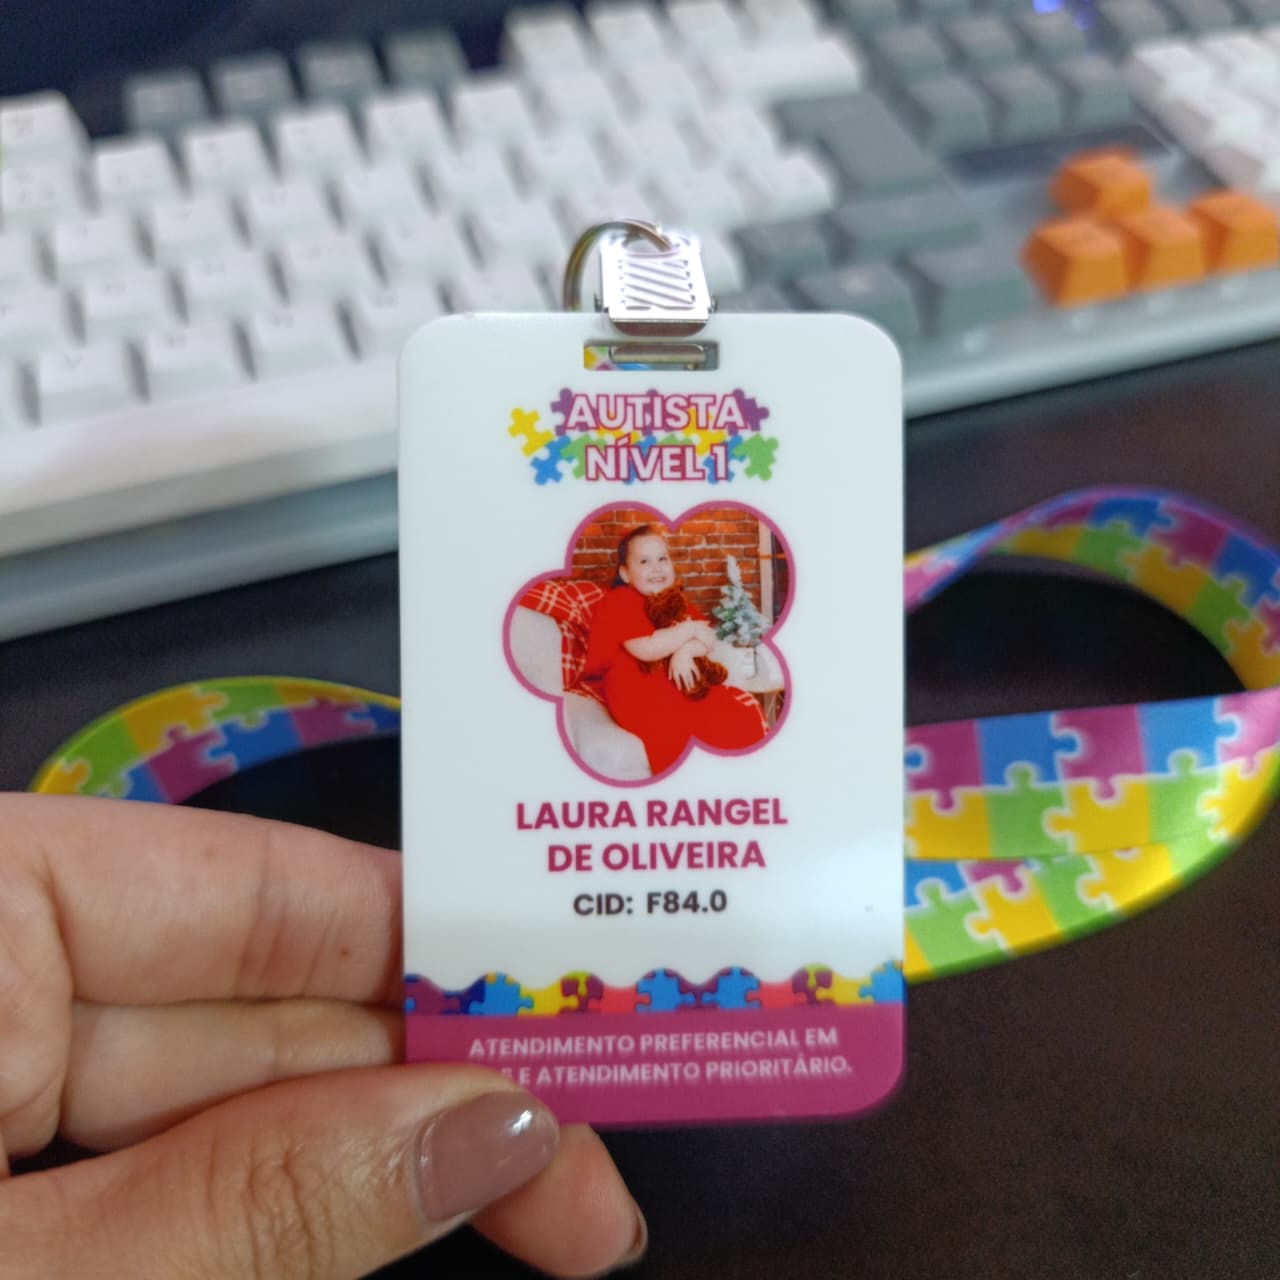 AUTISTA
NÍVEL 1
LAURA RANGEL
DE OLIVEIRA
CID: F84.0
ATENDIMENTO PREFERENCIAL EM
E ATENDIMENTO PRIORITÁRIO.